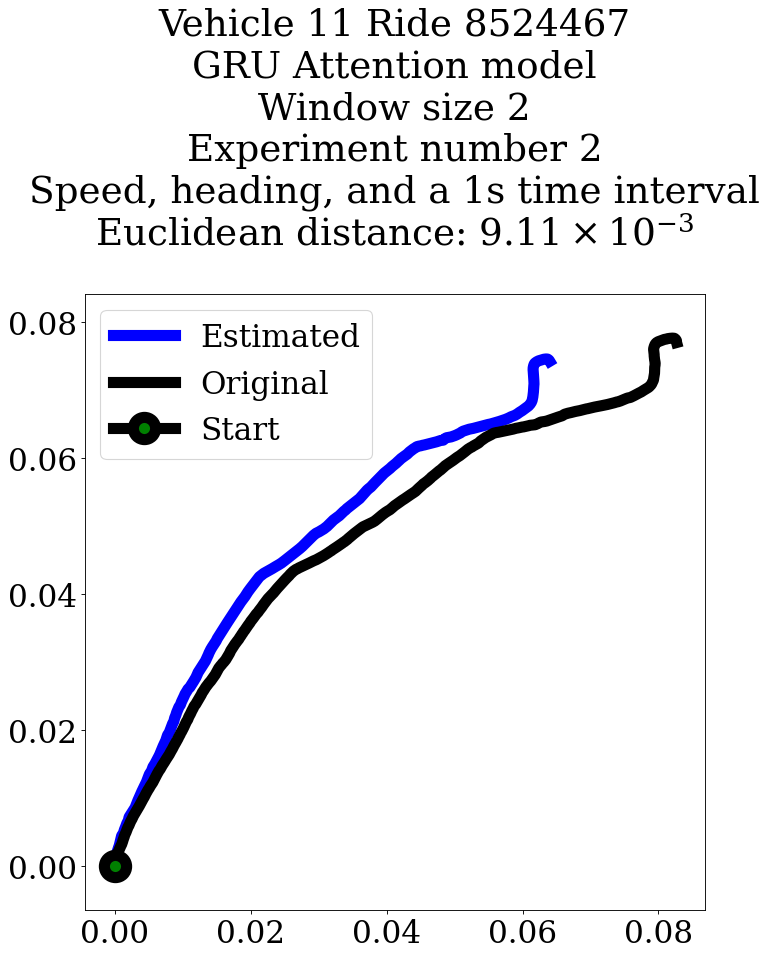 Vehicle 11 Ride 8524467
GRU Attention model
Window size 2
Experiment number 2
Speed, heading, and a 1s time interval
Euclidean distance: 9.11 × 10⁻³
Estimated
Original
Start
0.08
0.06
0.04
0.02
0.00
0.00 0.02 0.04 0.06 0.08